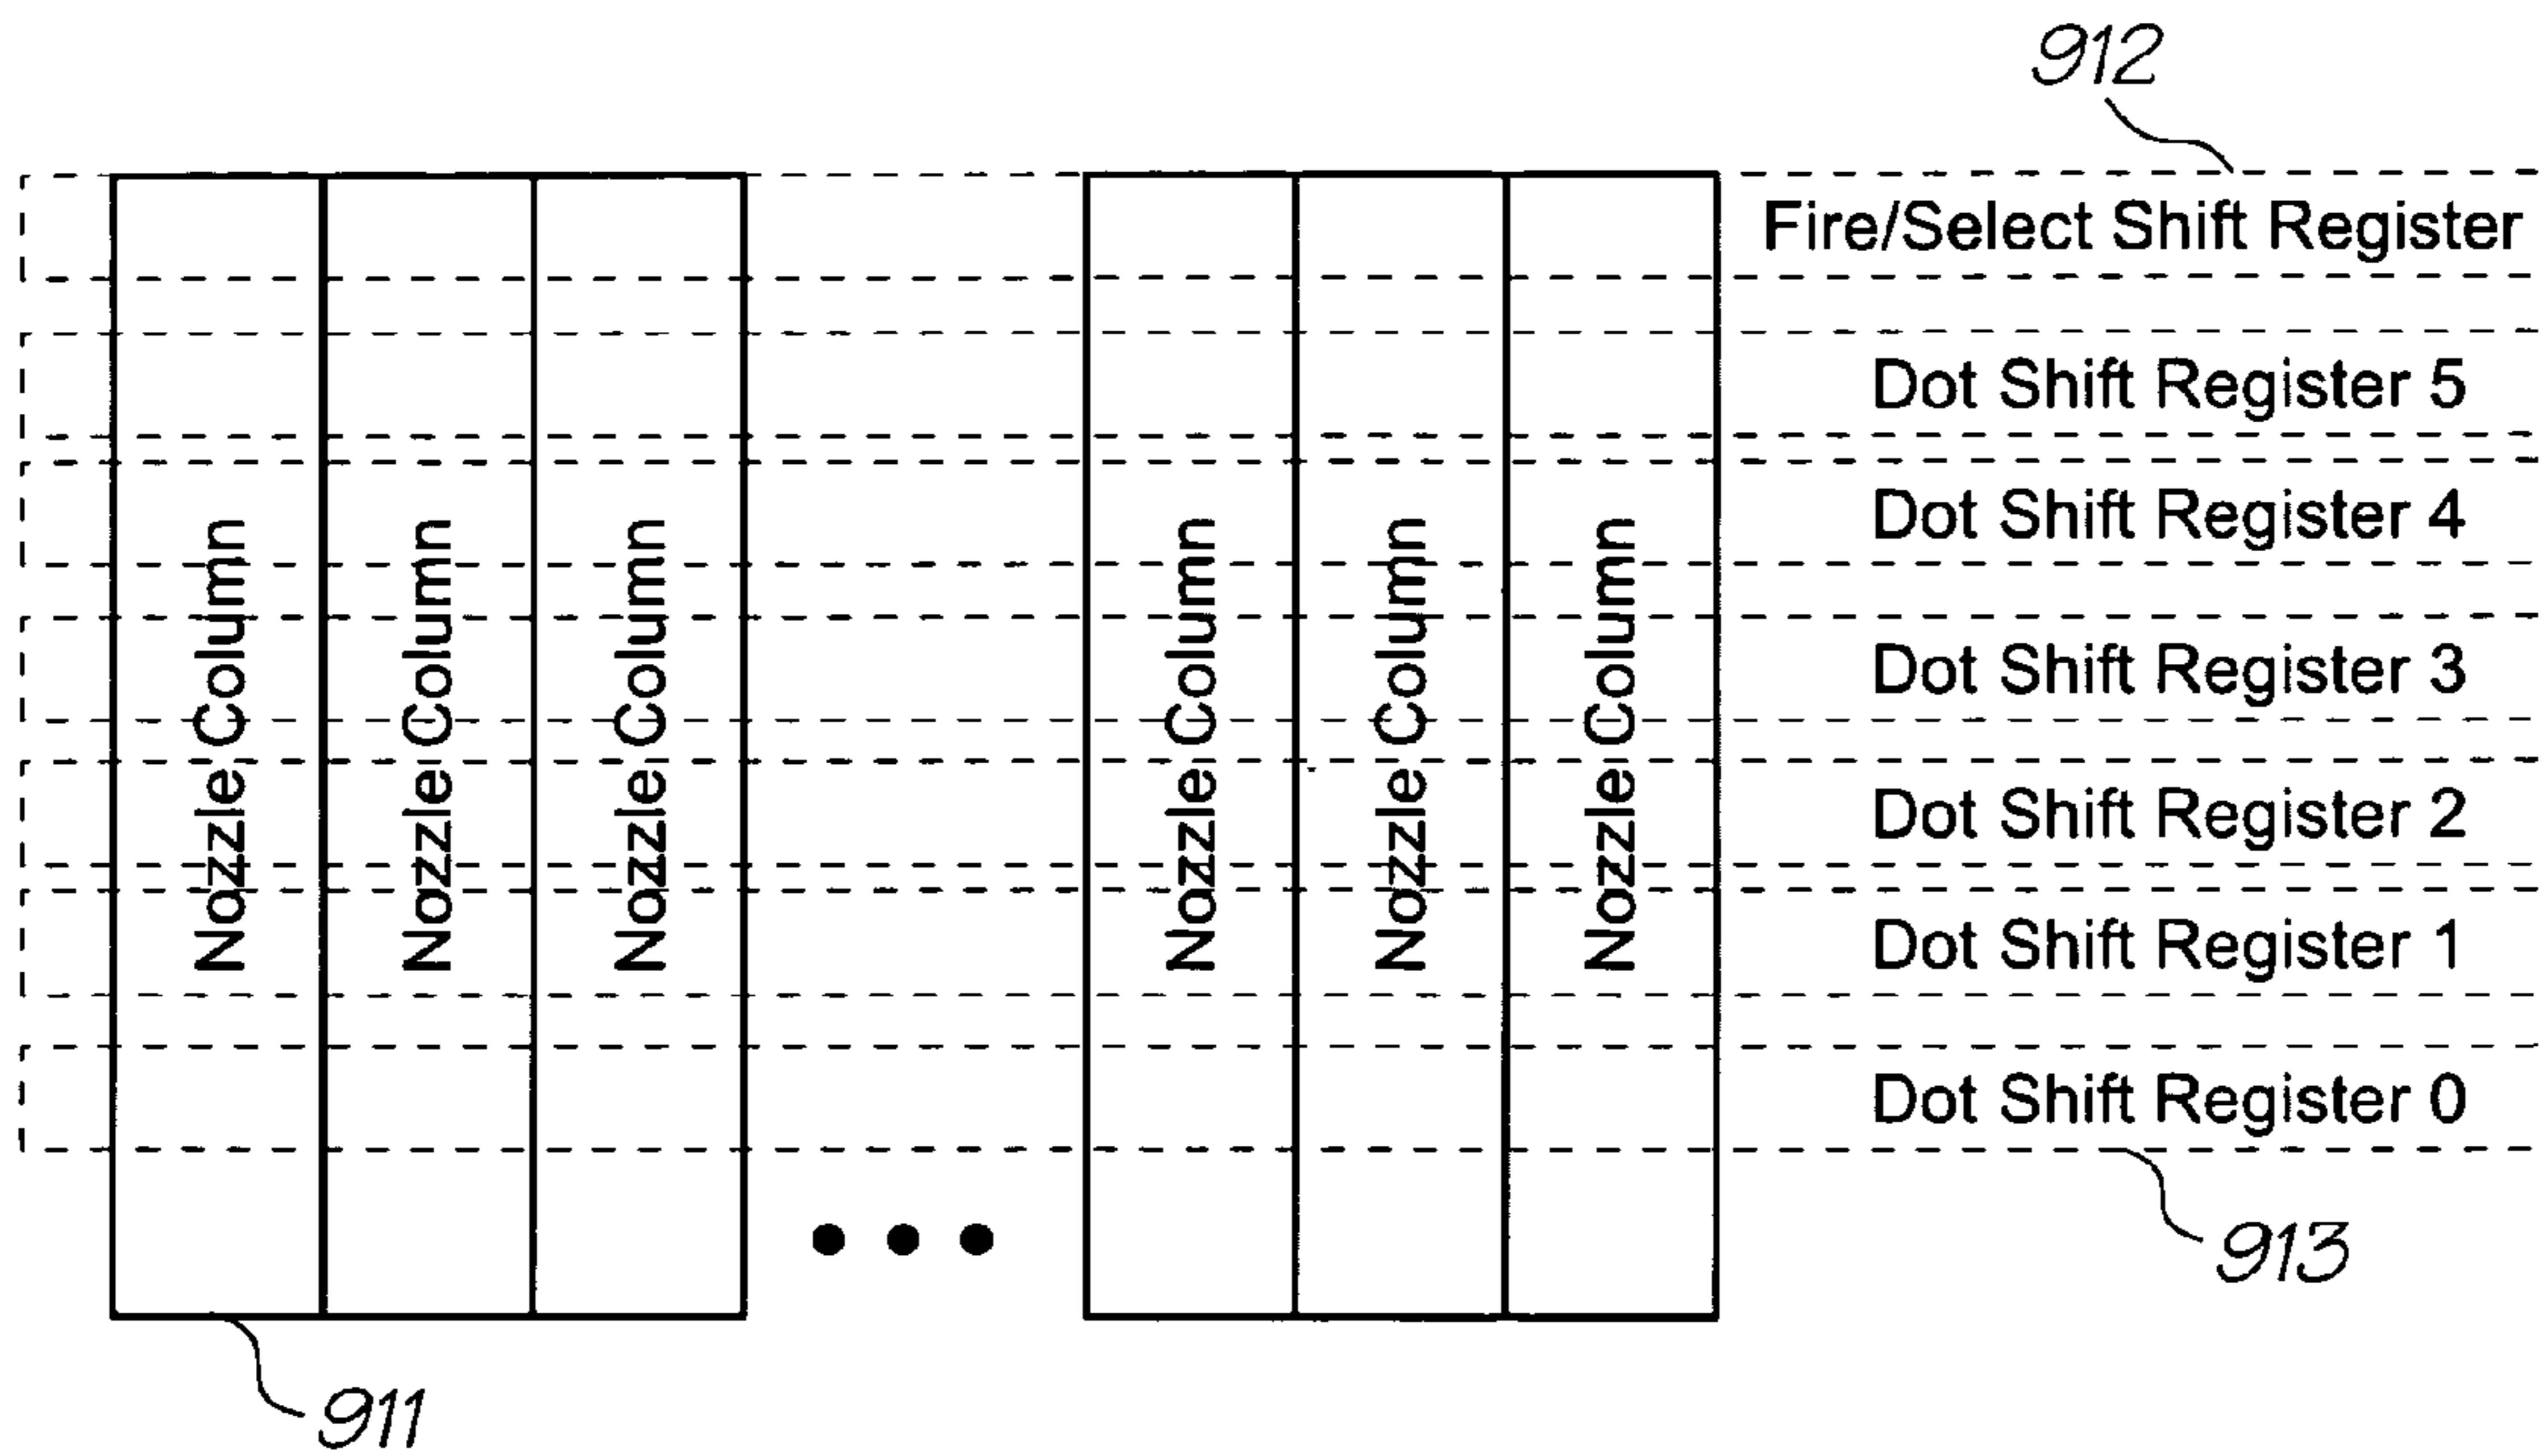 912
Fire/Select Shift Register
Dot Shift Register 5
Dot Shift Register 4
Dot Shift Register 3
Dot Shift Register 2
Dot Shift Register 1
Dot Shift Register 0
Nozzle Column
Nozzle Column
Nozzle Column
Nozzle Column
Nozzle Column
Nozzle Column
913
911